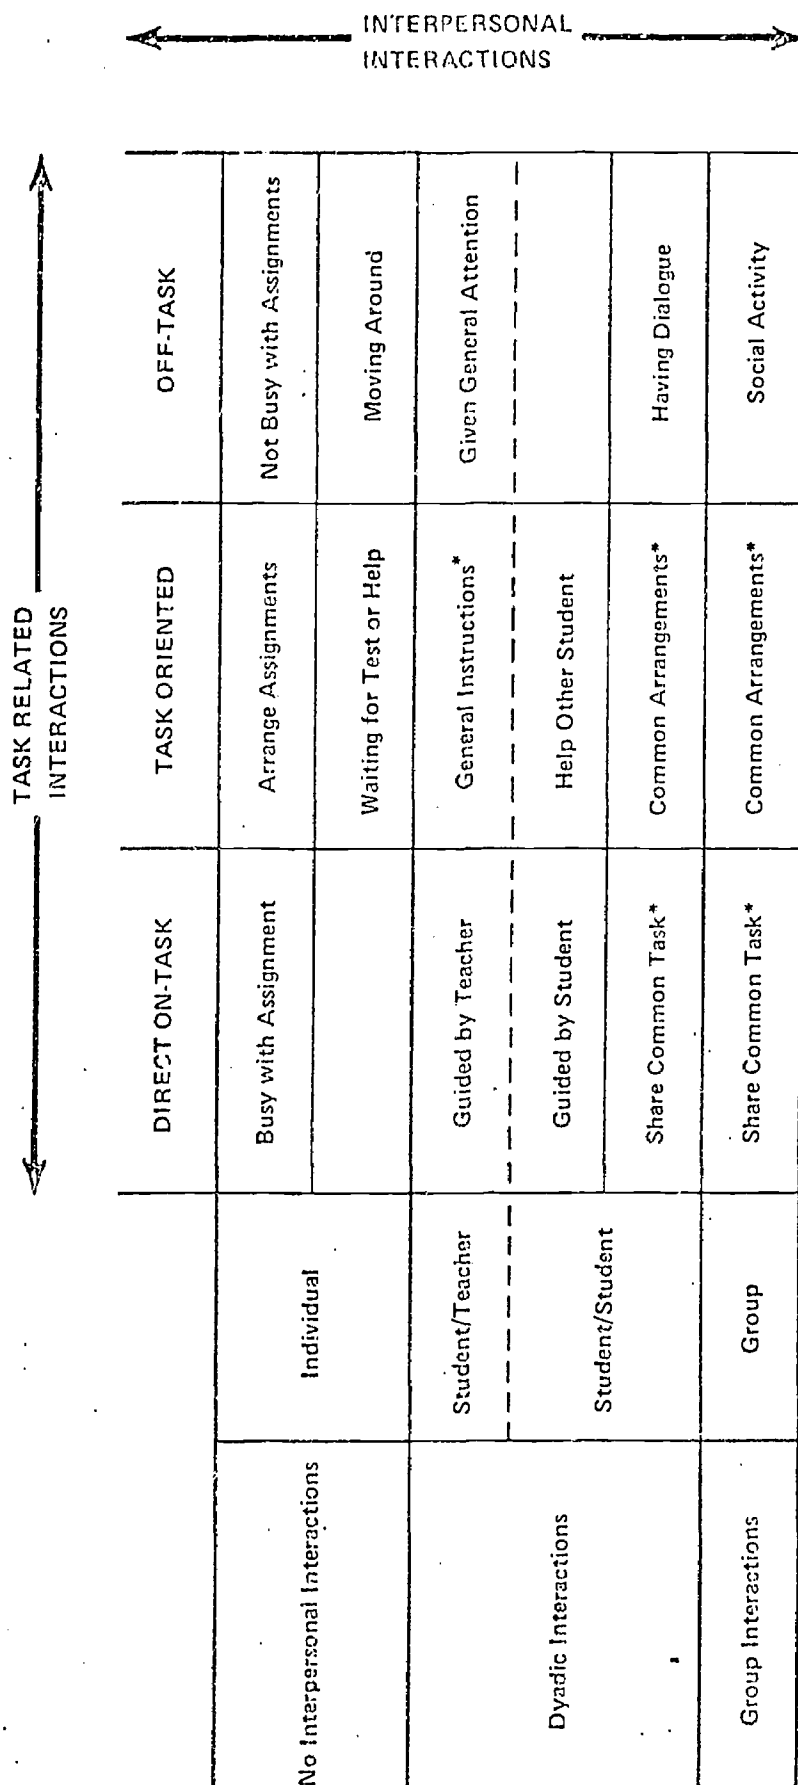 TASK RELATED
INTERACTIONS
DIRECT ON-TASK
TASK ORIENTED
OFF-TASK
INTERPERSONAL
INTERACTIONS
No Interpersonal Interactions
Individual
Busy with Assignment
Arrange Assignments
Not Busy with Assignments
Waiting for Test or Help
Moving Around
Dyadic Interactions
Student/Teacher
Guided by Teacher
General Instructions*
Given General Attention
Student/Student
Guided by Student
Help Other Student
Share Common Task*
Common Arrangements*
Having Dialogue
Group Interactions
Group
Share Common Task*
Common Arrangements*
Social Activity